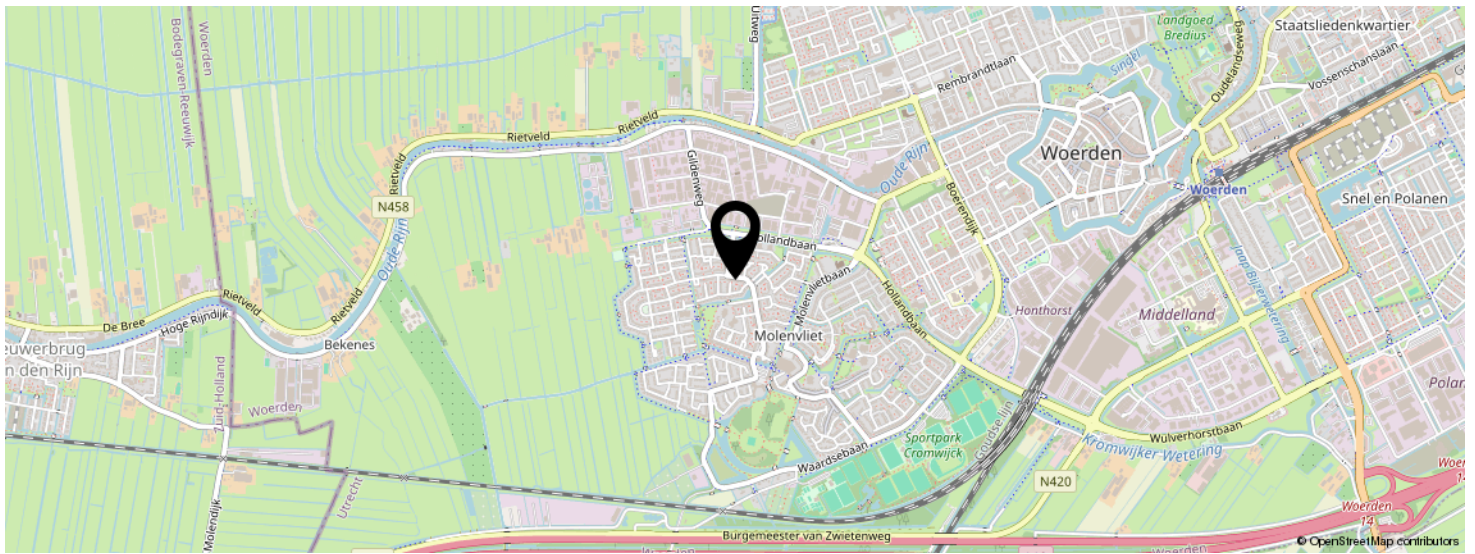 Uitweg
Landgoed
Bredius
Staatsliedenkwartier
Woerden
Bodegraven-Reeuwijk
Singel
Oudelandseweg
Vossenschanslaan
Rembrandtlaan
Rietveld
Rietveld
Gildenweg
Oude Rijn
Woerden
Woerden
Snel en Polanen
Rietveld
N458
Boerendijk
Oude Rijn
Hollandbaan
Molenvlietbaan
Jaap Bijzerwetering
Rietveld
Rietveld
De Bree
Hoge Rijndijk
Bekenes
Hollandbaan
Honthorst
Middelland
Molenvliet
Zuid-Holland
Woerden
Sportpark
Cromwijck
Goudse lijn
Wulverhorstbaan
Kromwijker Wetering
Waardsebaan
N420
Utrecht
Molendijk
Woerden
14
Burgemeester van Zwietenweg
Woerden
© OpenStreetMap contributors